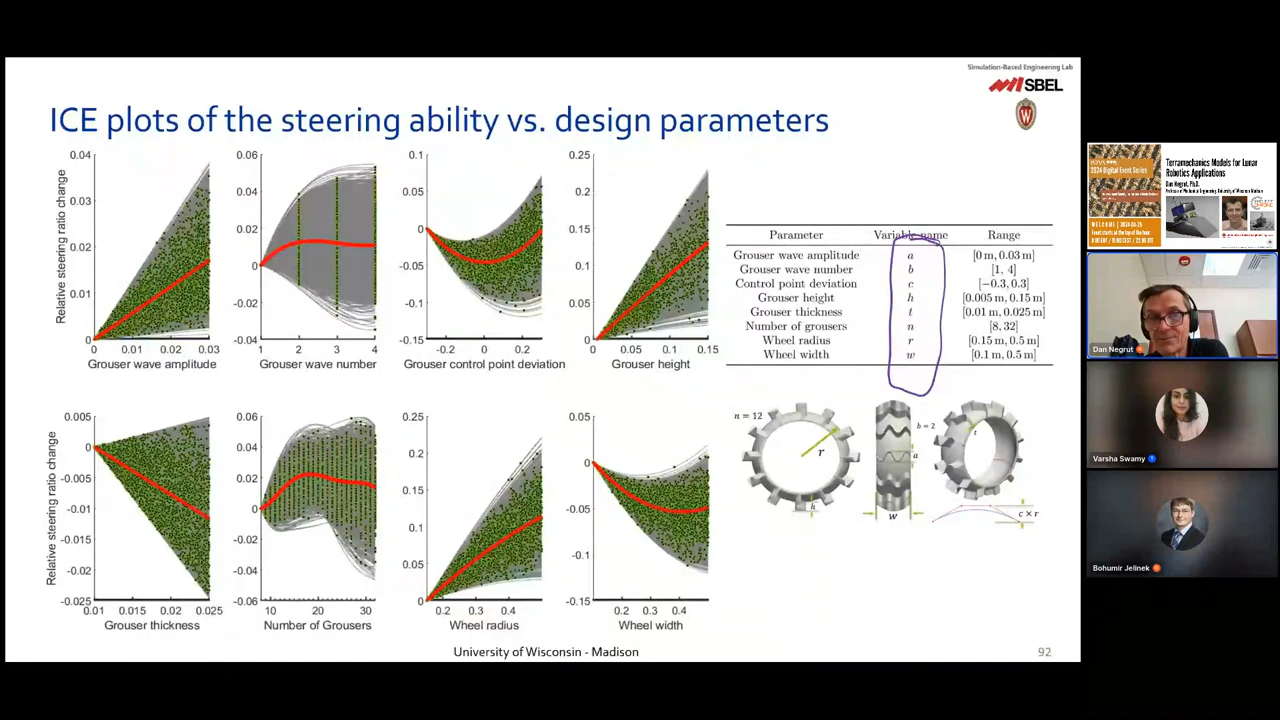 Simulation-Based Engineering Lab
SBEL
W
ICE plots of the steering ability vs. design parameters
Relative steering ratio change
0.04
0.03
0.02
0.01
0
0 0.01 0.02 0.03
Grouser wave amplitude
0.06
0.04
0.02
0
-0.02
-0.04
1 2 3 4
Grouser wave number
0.1
0.05
0
-0.05
-0.1
-0.15
-0.2 0 0.2
Grouser control point deviation
0.25
0.2
0.15
0.1
0.05
0
0 0.05 0.1 0.15
Grouser height
Parameter Variable name Range
Grouser wave amplitude a [0 m, 0.03 m]
Grouser wave number b [1, 4]
Control point deviation c [−0.3, 0.3]
Grouser height h [0.005 m, 0.15 m]
Grouser thickness t [0.01 m, 0.025 m]
Number of grousers n [8, 32]
Wheel radius r [0.15 m, 0.5 m]
Wheel width w [0.1 m, 0.5 m]
Relative steering ratio change
0.005
0
-0.005
-0.01
-0.015
-0.02
-0.025
0.01 0.015 0.02 0.025
Grouser thickness
0.06
0.04
0.02
0
-0.02
-0.04
-0.06
10 20 30
Number of Grousers
0.25
0.2
0.15
0.1
0.05
0
0.2 0.3 0.4
Wheel radius
0.05
0
-0.05
-0.1
-0.15
0.2 0.3 0.4
Wheel width
n = 12
r
h
b = 2
a
w
t
c × r
University of Wisconsin - Madison
92
2024 Digital Event Series
Terramechanics Models for Lunar
Robotics Applications
Dan Negrut, Ph.D.
Dan Negrut
Varsha Swamy
Bohumir Jelinek